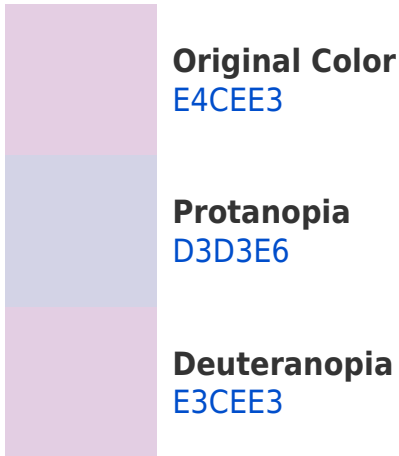 Original Color
E4CEE3
Protanopia
D3D3E6
Deuteranopia
E3CEE3